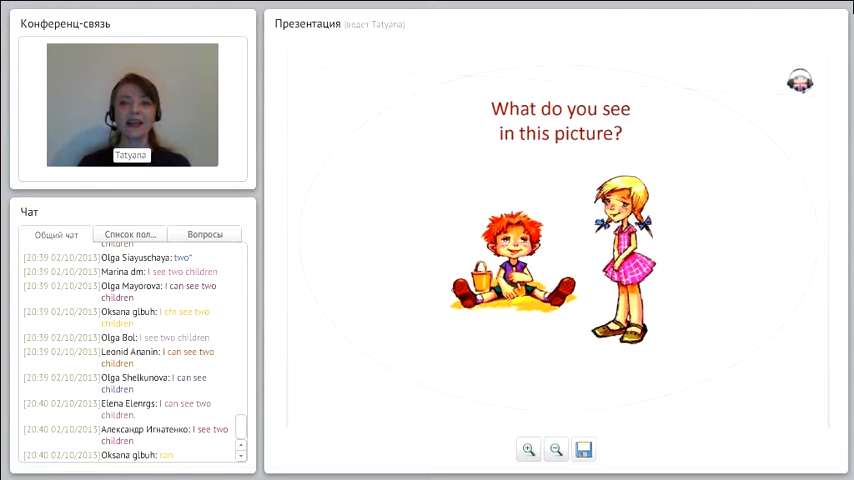 Конференц-связь
Tatyana
Чат
Общий чат
Список пол...
Вопросы
children
[20:39 02/10/2013]Olga Siayuschaya: two*
[20:39 02/10/2013]Marina dm: I see two children
[20:39 02/10/2013]Olga Mayorova: I can see two
children
[20:39 02/10/2013]Oksana glbuh: I cfn see two
children
[20:39 02/10/2013]Olga Bol: I see two children
[20:39 02/10/2013]Leonid Ananin: I can see two
children
[20:39 02/10/2013]Olga Shelkunova: I can see
children
[20:40 02/10/2013]Elena Elenrgs: I can see two
children.
[20:40 02/10/2013]Александр Игнатенко: I see two
children
[20:40 02/10/2013]Oksana glbuh: can
Презентация (ведет Tatyana)
What do you see
in this picture?